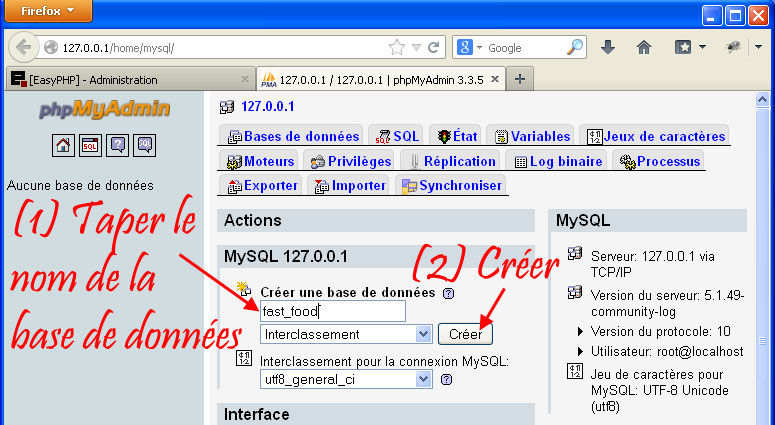 Firefox
127.0.0.1/home/mysql/
Google
[EasyPHP] - Administration
127.0.0.1 / 127.0.0.1 | phpMyAdmin 3.3.5
phpMyAdmin
SQL
SQL
Aucune base de données
127.0.0.1
Bases de données
SQL
État
Variables
Jeux de caractères
Moteurs
Privilèges
Réplication
Log binaire
Processus
Exporter
Importer
Synchroniser
Actions
MySQL 127.0.0.1
Créer une base de données
fast_food
Interclassement
Créer
Interclassement pour la connexion MySQL:
utf8_general_ci
Interface
(1) Taper le
nom de la
base de données
(2) Créer
MySQL
Serveur: 127.0.0.1 via
TCP/IP
Version du serveur: 5.1.49-
community-log
Version du protocole: 10
Utilisateur: root@localhost
Jeu de caractères pour
MySQL: UTF-8 Unicode
(utf8)